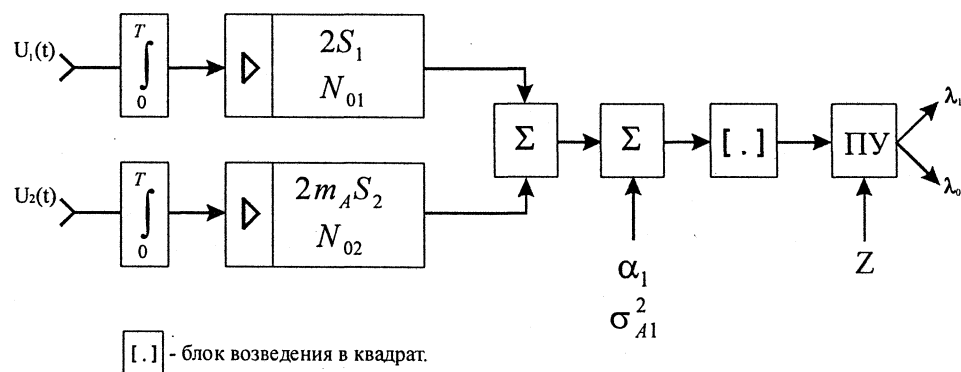 U₁(t)
T
∫
0
2S₁
N₀₁
λ₁
Σ
Σ
[ . ]
ПУ
λ₀
U₂(t)
T
∫
0
2m_A S₂
N₀₂
α₁
σ²_A1
Z
[ . ] - блок возведения в квадрат.